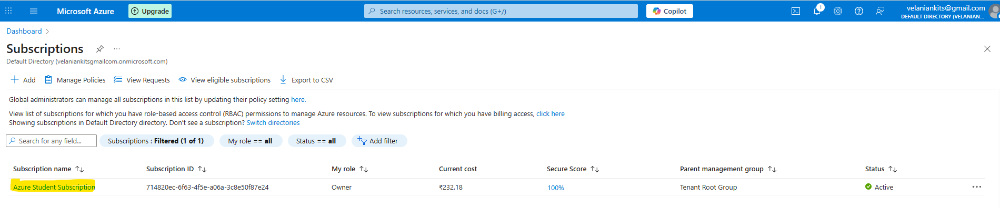 Microsoft Azure Upgrade Search resources, services, and docs (G+/) Copilot 1 velaniankits@gmail.com
DEFAULT DIRECTORY (VELANIAN...
Dashboard >
Subscriptions ...
Default Directory (velaniankitsgmailcom.onmicrosoft.com)
+ Add Manage Policies View Requests View eligible subscriptions Export to CSV
Global administrators can manage all subscriptions in this list by updating their policy setting here.
View list of subscriptions for which you have role-based access control (RBAC) permissions to manage Azure resources. To view subscriptions for which you have billing access, click here
Showing subscriptions in Default Directory directory. Don't see a subscription? Switch directories
Search for any field... Subscriptions : Filtered (1 of 1) My role == all Status == all Add filter
Subscription name Subscription ID My role Current cost Secure Score Parent management group Status
Azure Student Subscription 714820ec-6f63-4f5e-a06a-3c8e50f87e24 Owner ₹232.18 100% Tenant Root Group Active ...